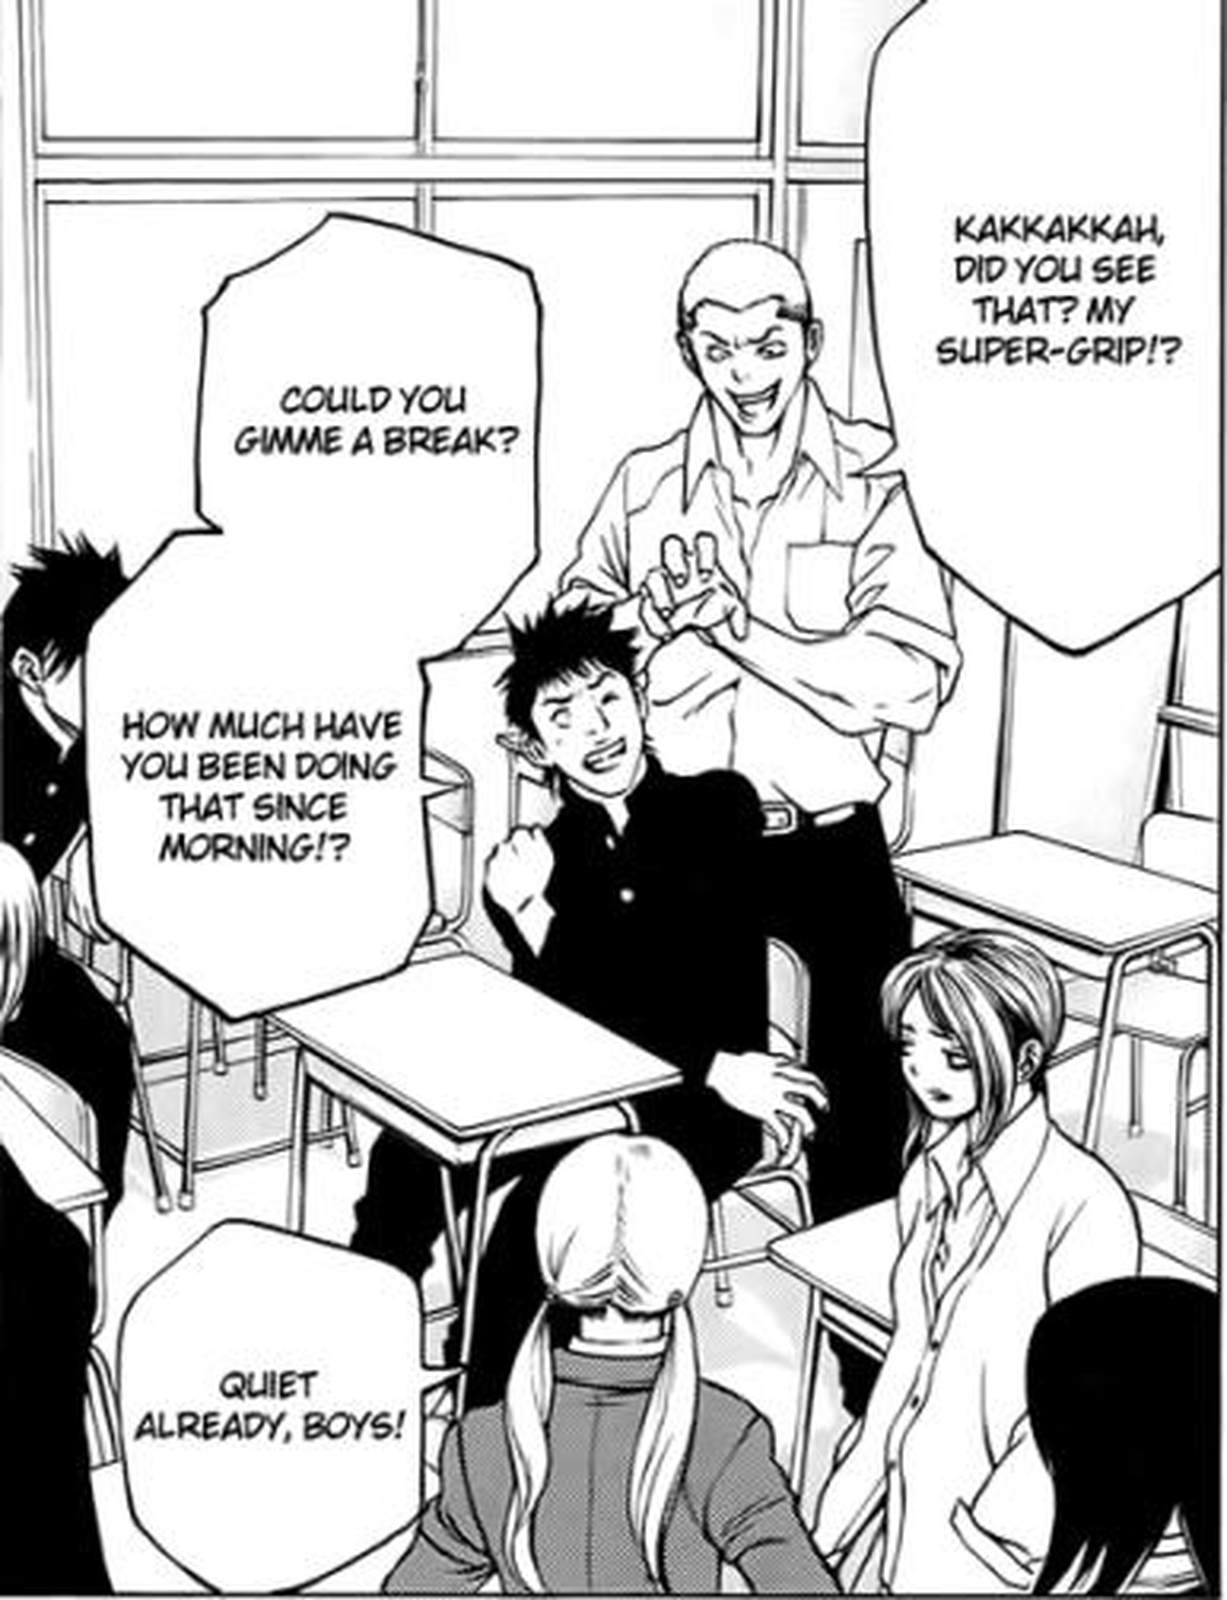 KAKKAKKAH,
DID YOU SEE
THAT? MY
SUPER-GRIP!?
COULD YOU
GIMME A BREAK?
HOW MUCH HAVE
YOU BEEN DOING
THAT SINCE
MORNING!?
QUIET
ALREADY, BOYS!